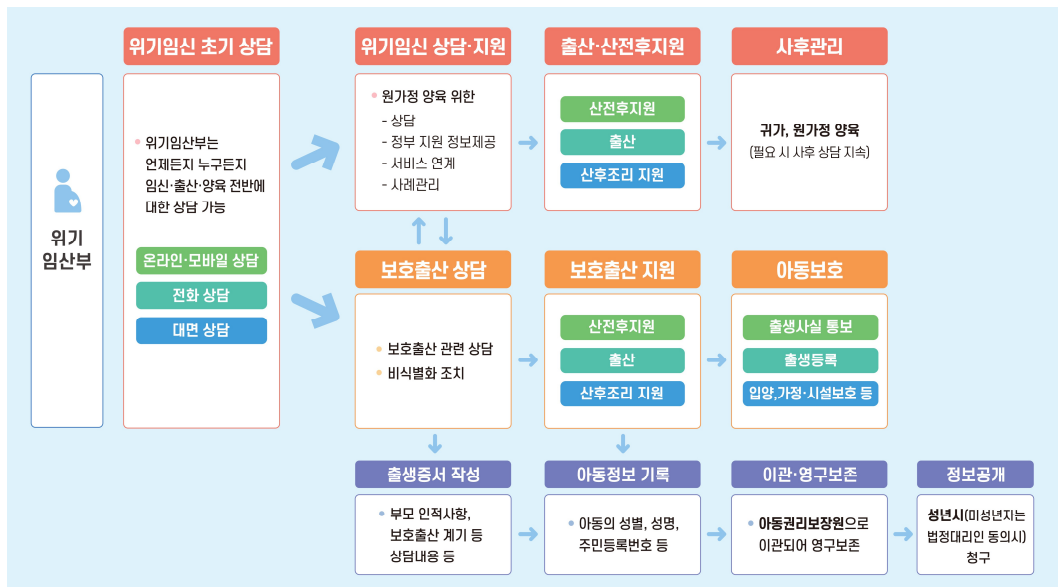 위기
임산부
위기임신 초기 상담
• 위기임산부는
언제든지 누구든지
임신·출산·양육 전반에
대한 상담 가능
온라인·모바일 상담
전화 상담
대면 상담
위기임신 상담·지원
• 원가정 양육 위한
- 상담
- 정부 지원 정보제공
- 서비스 연계
- 사례관리
출산·산전후지원
산전후지원
출산
산후조리 지원
사후관리
귀가, 원가정 양육
(필요 시 사후 상담 지속)
보호출산 상담
• 보호출산 관련 상담
• 비식별화 조치
보호출산 지원
산전후지원
출산
산후조리 지원
아동보호
출생사실 통보
출생등록
입양,가정·시설보호 등
출생증서 작성
• 부모 인적사항,
보호출산 계기 등
상담내용 등
아동정보 기록
• 아동의 성별, 성명,
주민등록번호 등
이관·영구보존
• 아동권리보장원으로
이관되어 영구보존
정보공개
성년시(미성년지는
법정대리인 동의시)
청구